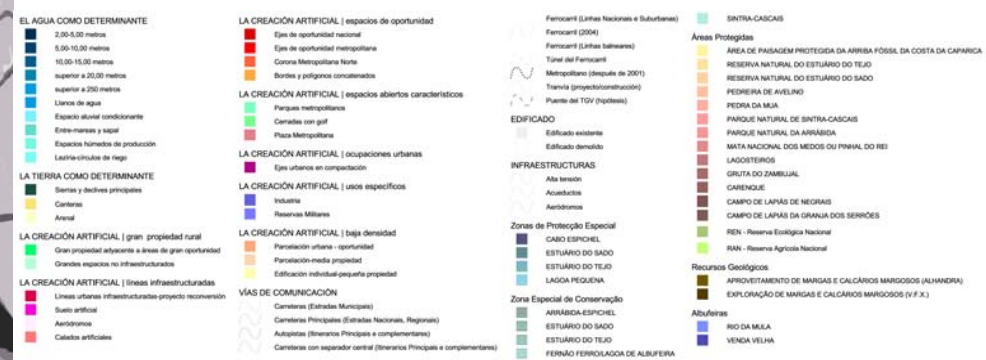 EL AGUA COMO DETERMINANTE
2,00-5,00 metros
5,00-10,00 metros
10,00-15,00 metros
superior a 20,00 metros
superior a 250 metros
Llanos de agua
Espacio aluvial condicionante
Entre-mareas y sapal
Espacios húmedos de producción
Lezíria-círculos de riego
LA TIERRA COMO DETERMINANTE
Sierras y declives principales
Canteras
Arenal
LA CREACIÓN ARTIFICIAL | gran propiedad rural
Gran propiedad adyacente a áreas de gran oportunidad
Grandes espacios no infraestructurados
LA CREACIÓN ARTIFICIAL | líneas infraestructuradas
Líneas urbanas infraestructuradas-proyecto reconversión
Suelo artificial
Aeródromos
Calados artificiales
LA CREACIÓN ARTIFICIAL | espacios de oportunidad
Ejes de oportunidad nacional
Ejes de oportunidad metropolitana
Corona Metropolitana Norte
Bordes y polígonos concatenados
LA CREACIÓN ARTIFICIAL | espacios abiertos característicos
Parques metropolitanos
Cerradas con golf
Plaza Metropolitana
LA CREACIÓN ARTIFICIAL | ocupaciones urbanas
Ejes urbanos en compactación
LA CREACIÓN ARTIFICIAL | usos específicos
Industria
Reservas Militares
LA CREACIÓN ARTIFICIAL | baja densidad
Parcelación urbana - oportunidad
Parcelación-media propiedad
Edificación individual-pequeña propiedad
VÍAS DE COMUNICACIÓN
Carreteras (Estradas Municipais)
Carreteras Principales (Estradas Nacionais, Regionais)
Autopistas (Itinerarios Principais e complementares)
Carreteras con separador central (Itinerarios Principais e complementares)
Ferrocarril (Linhas Nacionais e Suburbanas)
Ferrocarril (2004)
Ferrocarril (Linhas balneares)
Túnel del Ferrocarril
Metropolitano (después de 2001)
Tranvía (proyecto/construcción)
Puente del TGV (hipótesis)
EDIFICADO
Edificado existente
Edificado demolido
INFRAESTRUCTURAS
Alta tensión
Acueductos
Aeródromos
Zonas de Protecção Especial
CABO ESPICHEL
ESTUÁRIO DO SADO
ESTUÁRIO DO TEJO
LAGOA PEQUENA
Zona Especial de Conservação
ARRÁBIDA-ESPICHEL
ESTUÁRIO DO SADO
ESTUÁRIO DO TEJO
FERNÃO FERRO/LAGOA DE ALBUFEIRA
SINTRA-CASCAIS
Áreas Protegidas
ÁREA DE PAISAGEM PROTEGIDA DA ARRIBA FÓSSIL DA COSTA DA CAPARICA
RESERVA NATURAL DO ESTUÁRIO DO TEJO
RESERVA NATURAL DO ESTUÁRIO DO SADO
PEDREIRA DE AVELINO
PEDRA DA MUA
PARQUE NATURAL DE SINTRA-CASCAIS
PARQUE NATURAL DA ARRÁBIDA
MATA NACIONAL DOS MEDOS OU PINHAL DO REI
LAGOSTEIROS
GRUTA DO ZAMBUJAL
CARENQUE
CAMPO DE LAPIÁS DE NEGRAIS
CAMPO DE LAPIÁS DA GRANJA DOS SERRÕES
REN - Reserva Ecológica Nacional
RAN - Reserva Agrícola Nacional
Recursos Geológicos
APROVEITAMENTO DE MARGAS E CALCÁRIOS MARGOSOS (ALHANDRA)
EXPLORAÇÃO DE MARGAS E CALCÁRIOS MARGOSOS (V.F.X.)
Albufeiras
RIO DA MULA
VENDA VELHA